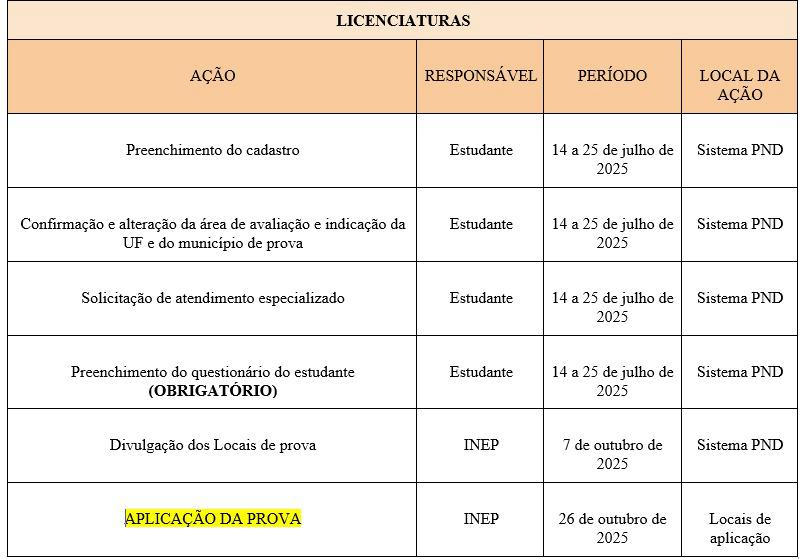 LICENCIATURAS
AÇÃO
RESPONSÁVEL
PERÍODO
LOCAL DA
AÇÃO
Preenchimento do cadastro
Estudante
14 a 25 de julho de
2025
Sistema PND
Confirmação e alteração da área de avaliação e indicação da
UF e do município de prova
Estudante
14 a 25 de julho de
2025
Sistema PND
Solicitação de atendimento especializado
Estudante
14 a 25 de julho de
2025
Sistema PND
Preenchimento do questionário do estudante
(OBRIGATÓRIO)
Estudante
14 a 25 de julho de
2025
Sistema PND
Divulgação dos Locais de prova
INEP
7 de outubro de
2025
Sistema PND
APLICAÇÃO DA PROVA
INEP
26 de outubro de
2025
Locais de
aplicação